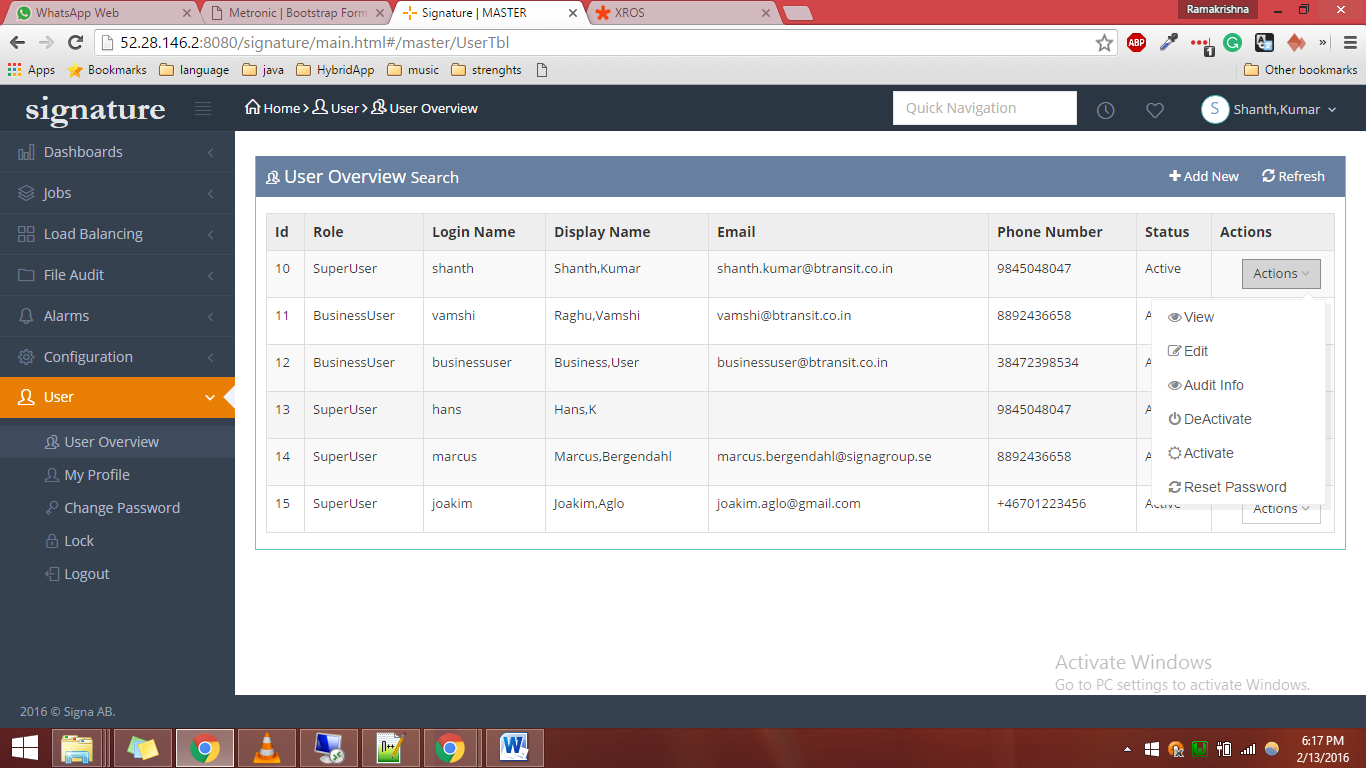 WhatsApp Web
Metronic | Bootstrap Form
Signature | MASTER
XROS
Ramakrishna
52.28.146.2:8080/signature/main.html#/master/UserTbl
ABP
1
Apps Bookmarks language java HybridApp music strenghts Other bookmarks
signature
Home > User > User Overview
Quick Navigation
S Shanth,Kumar
Dashboards
Jobs
Load Balancing
File Audit
Alarms
Configuration
User
User Overview
My Profile
Change Password
Lock
Logout
User Overview Search
Add New Refresh
Id Role Login Name Display Name Email Phone Number Status Actions
10 SuperUser shanth Shanth,Kumar shanth.kumar@btransit.co.in 9845048047 Active Actions
11 BusinessUser vamshi Raghu,Vamshi vamshi@btransit.co.in 8892436658 A
12 BusinessUser businessuser Business,User businessuser@btransit.co.in 38472398534 A
13 SuperUser hans Hans,K 9845048047 A
14 SuperUser marcus Marcus,Bergendahl marcus.bergendahl@signagroup.se 8892436658 A
15 SuperUser joakim Joakim,Aglo joakim.aglo@gmail.com +46701223456 Active Actions
View
Edit
Audit Info
DeActivate
Activate
Reset Password
Activate Windows
Go to PC settings to activate Windows.
2016 © Signa AB.
6:17 PM
2/13/2016